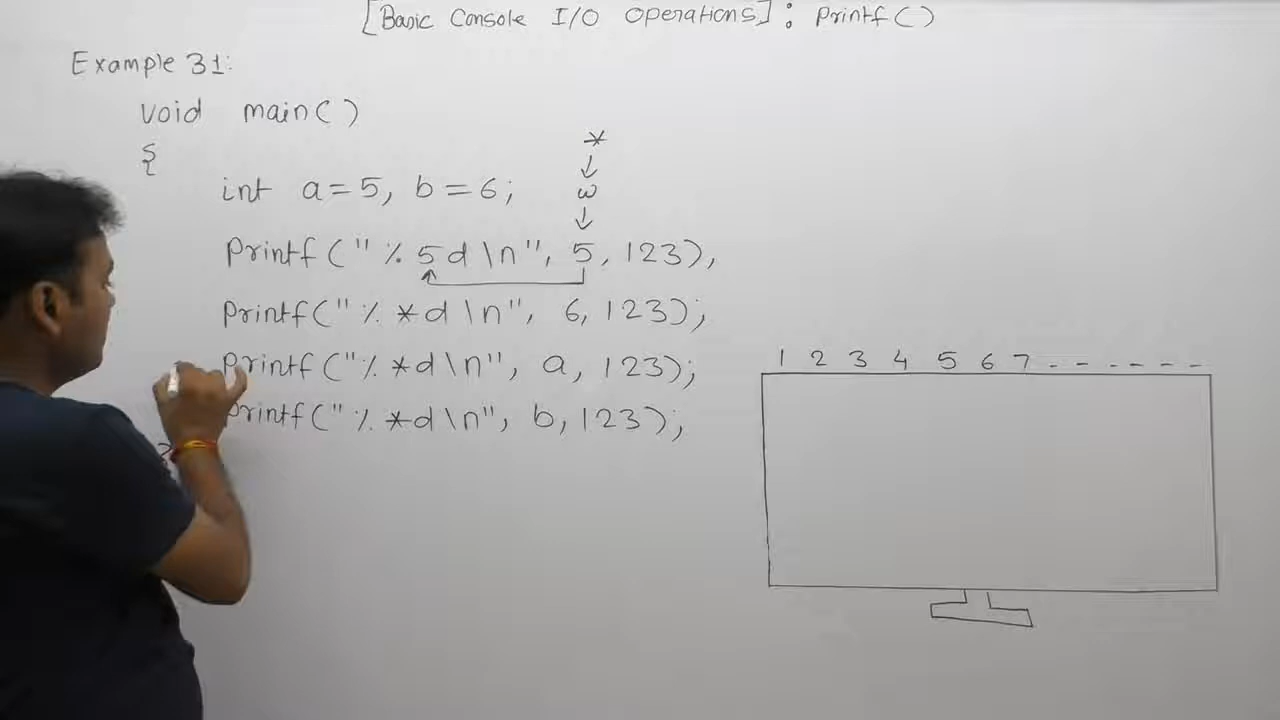 [Basic Console I/O Operations] : Printf()
Example 31:
void main()
{
*
↓
int a=5, b=6; w
↓
Printf("%5d\n", 5, 123),
Printf("%*d\n", 6, 123);
Printf("%*d\n", a, 123);
Printf("%*d\n", b, 123);
1 2 3 4 5 6 7 - - - - - -